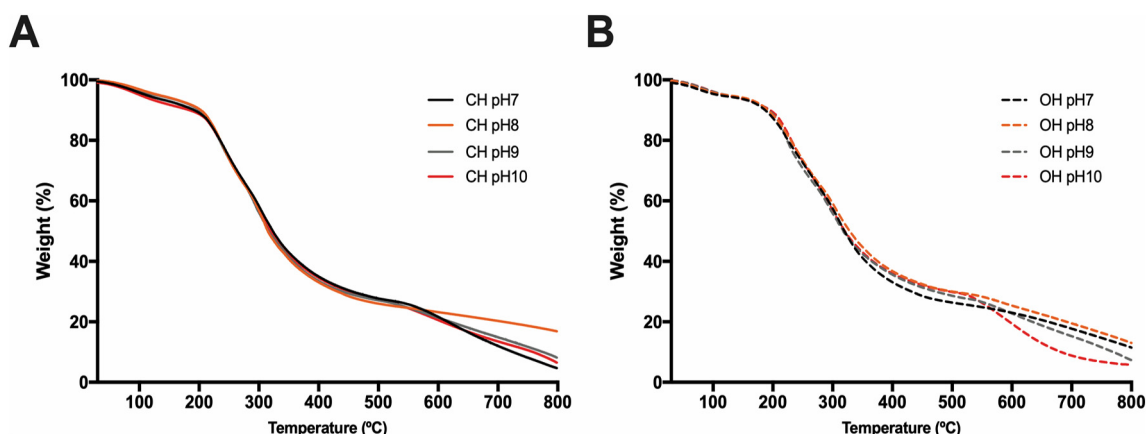 A
Weight (%)
100
80
60
40
20
0
100 200 300 400 500 600 700 800
Temperature (ºC)
CH pH7
CH pH8
CH pH9
CH pH10
B
Weight (%)
100
80
60
40
20
0
100 200 300 400 500 600 700 800
Temperature (ºC)
OH pH7
OH pH8
OH pH9
OH pH10